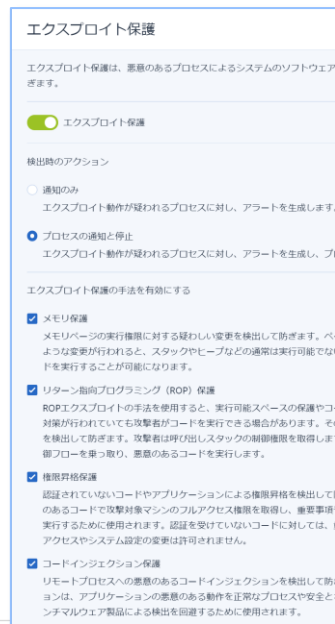 エクスプロイト保護
エクスプロイト保護は、悪意のあるプロセスによるシステムのソフトウェア
ぎます。
エクスプロイト保護
検出時のアクション
通知のみ
エクスプロイト動作が疑われるプロセスに対し、アラートを生成します。
プロセスの通知と停止
エクスプロイト動作が疑われるプロセスに対し、アラートを生成し、プロ
エクスプロイト保護の手法を有効にする
メモリ保護
メモリページの実行権限に対する疑わしい変更を検出して防ぎます。ペー
ような変更が行われると、スタックやヒープなどの通常は実行可能でない
ドを実行することが可能になります。
リターン指向プログラミング (ROP) 保護
ROPエクスプロイトの手法を使用すると、実行可能スペースの保護やコー
対策が行われていても攻撃者がコードを実行できる場合があります。その
を検出して防ぎます。攻撃者は呼び出しスタックの制御権限を取得しま
御フローを乗っ取り、悪意のあるコードを実行します。
権限昇格保護
認証されていないコードやアプリケーションによる権限昇格を検出して
のあるコードで攻撃対象マシンのフルアクセス権限を取得し、重要事項
実行するために使用されます。認証を受けていないコードに対しては、
アクセスやシステム設定の変更は許可されません。
コードインジェクション保護
リモートプロセスへの悪意のあるコードインジェクションを検出して防
ョンは、アプリケーションの悪意のある動作を正常なプロセスや安全と
ンチマルウェア製品による検出を回避するために使用されます。